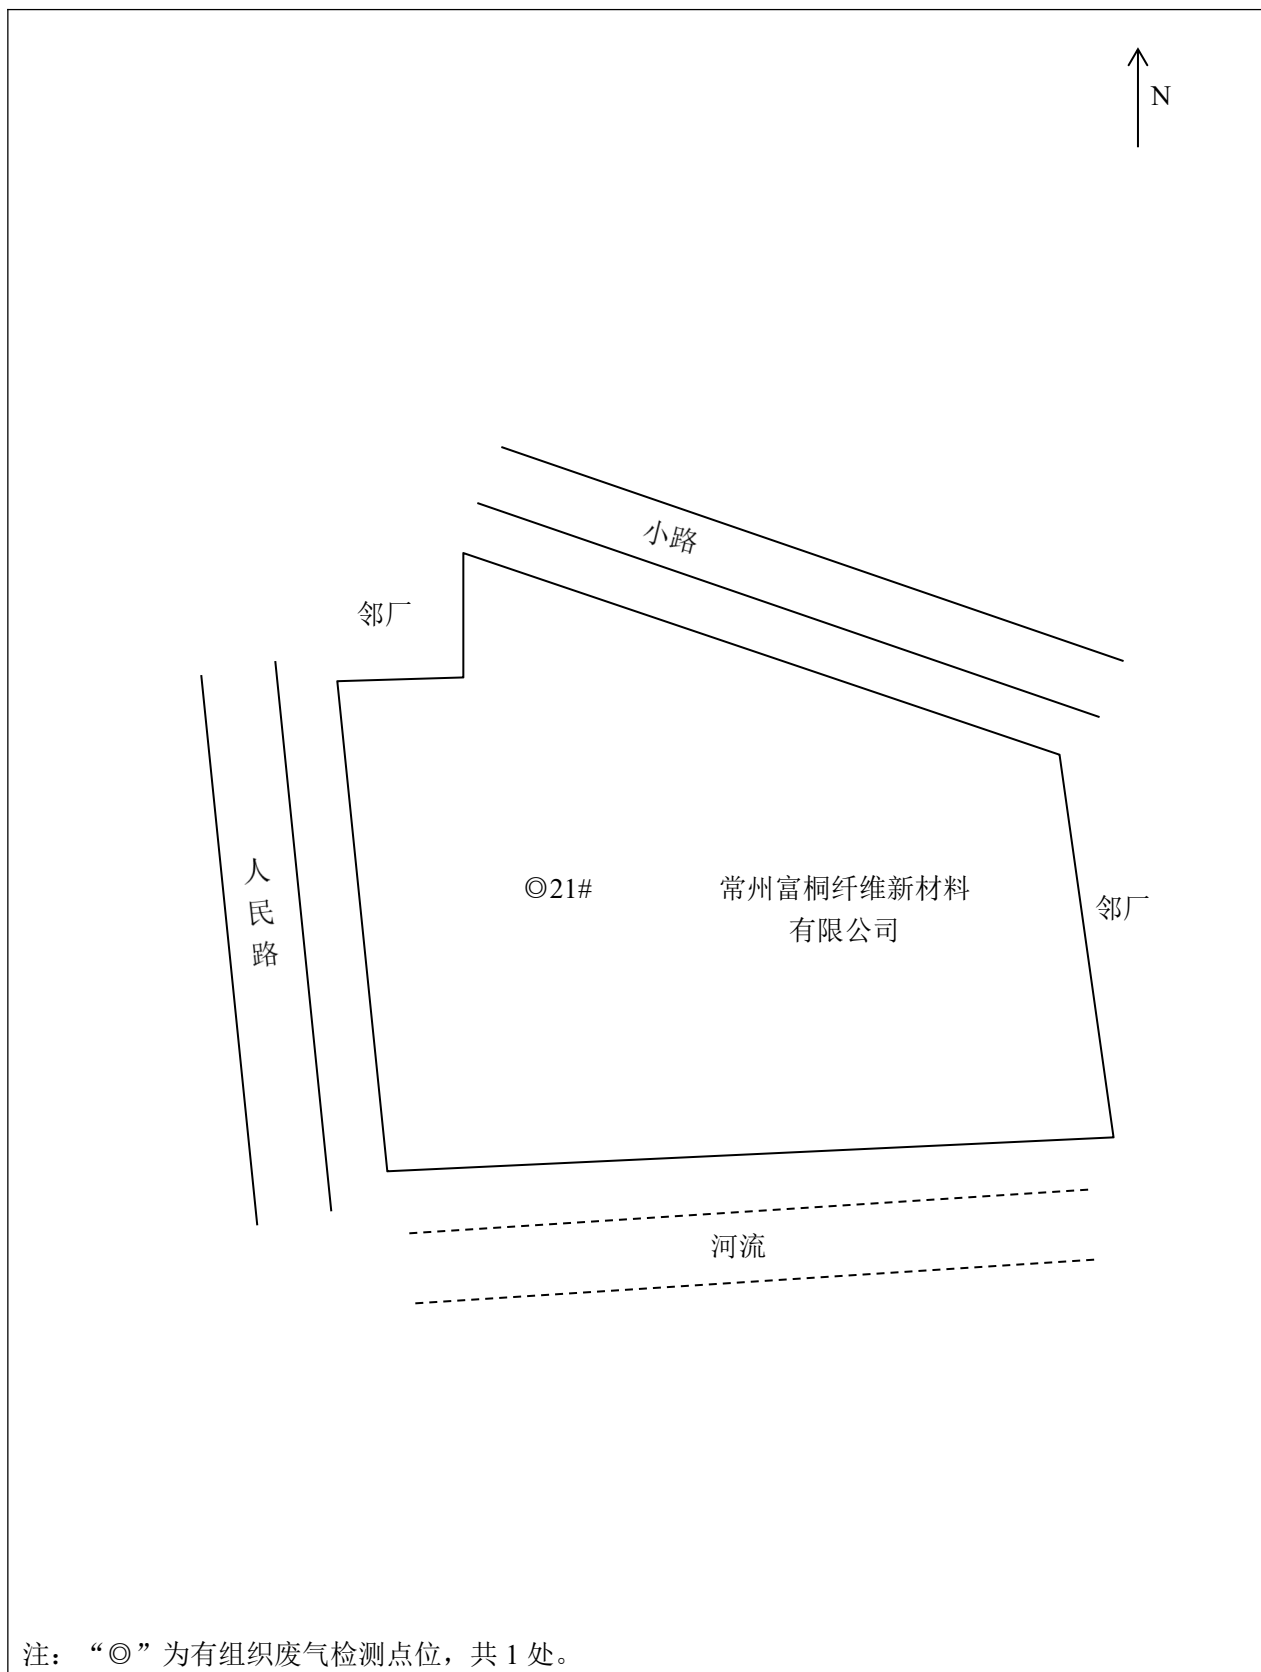 N
小路
邻厂
人
民
路
◎21#
常州富桐纤维新材料
有限公司
邻厂
河流
注：“◎”为有组织废气检测点位，共 1 处。